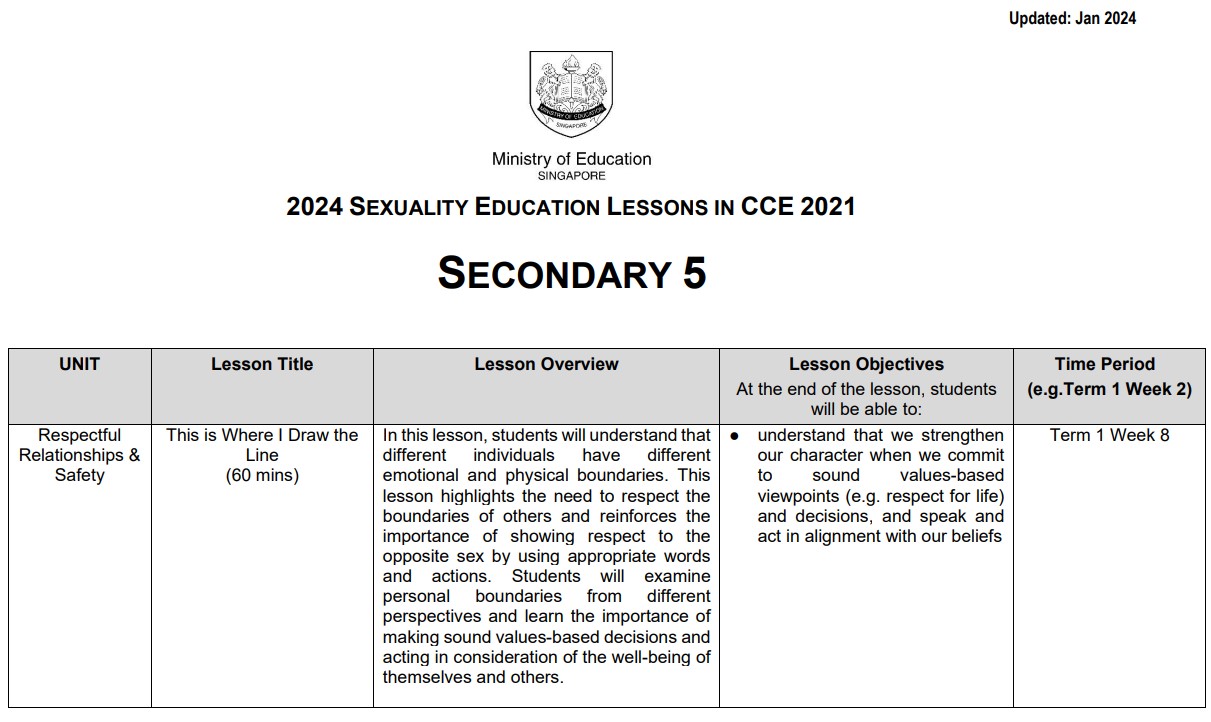 Updated: Jan 2024
MINISTRY OF EDUCATION
SINGAPORE
Ministry of Education
SINGAPORE
2024 SEXUALITY EDUCATION LESSONS IN CCE 2021
SECONDARY 5
UNIT
Lesson Title
Lesson Overview
Lesson Objectives
At the end of the lesson, students
will be able to:
Time Period
(e.g.Term 1 Week 2)
Respectful
Relationships &
Safety
This is Where I Draw the
Line
(60 mins)
In this lesson, students will understand that
different individuals have different
emotional and physical boundaries. This
lesson highlights the need to respect the
boundaries of others and reinforces the
importance of showing respect to the
opposite sex by using appropriate words
and actions. Students will examine
personal boundaries from different
perspectives and learn the importance of
making sound values-based decisions and
acting in consideration of the well-being of
themselves and others.
● understand that we strengthen
our character when we commit
to sound values-based
viewpoints (e.g. respect for life)
and decisions, and speak and
act in alignment with our beliefs
Term 1 Week 8